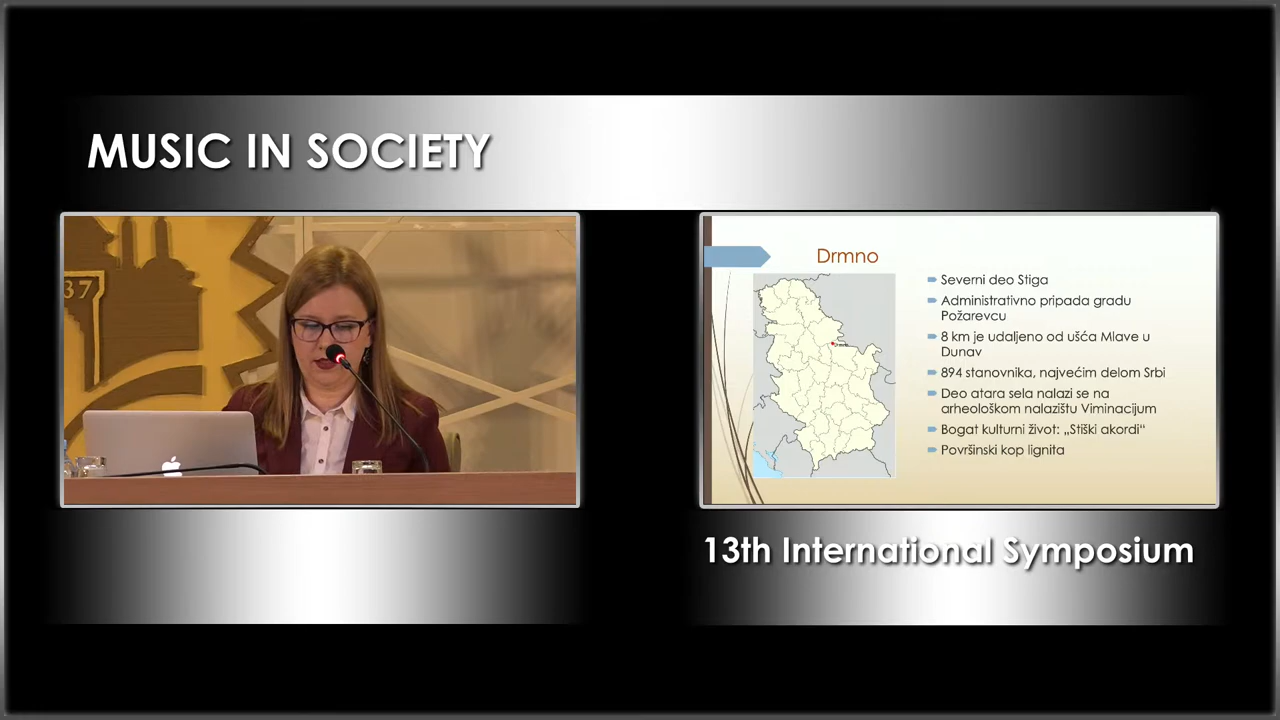 MUSIC IN SOCIETY
37
Drmno
Severni deo Stiga
Administrativno pripada gradu
Požarevcu
8 km je udaljeno od ušća Mlave u
Dunav
894 stanovnika, najvećim delom Srbi
Deo atara sela nalazi se na
arheološkom nalazištu Viminacijum
Bogat kulturni život: „Stiški akordi“
Površinski kop lignita
13th International Symposium